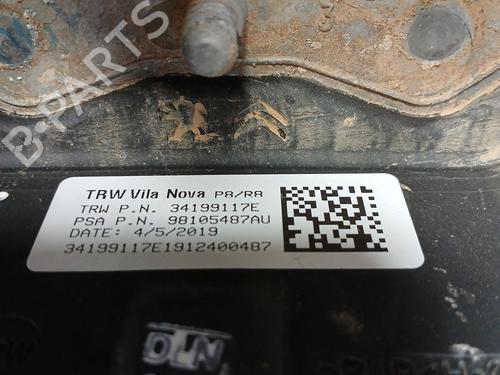 B-PARTS
TRW Vila Nova P8/R8
TRW P.N. 34199117E
PSA P.N. 98105487AU
DATE: 4/5/2019
34199117E1912400487